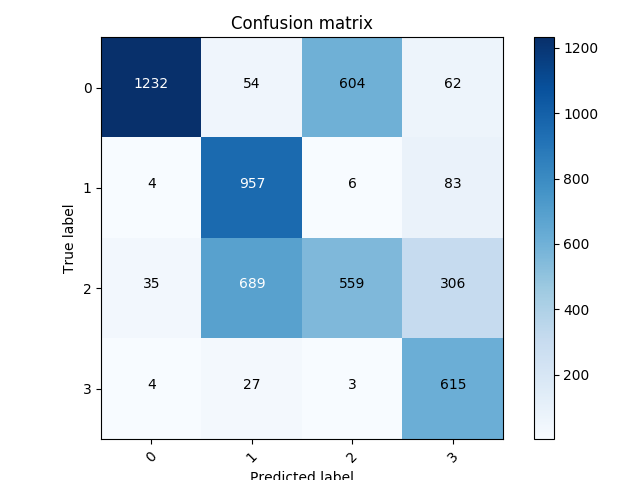 Confusion matrix
0 1232 54 604 62
1 4 957 6 83
2 35 689 559 306
3 4 27 3 615
0 1 2 3
True label
Predicted label
1200
1000
800
600
400
200